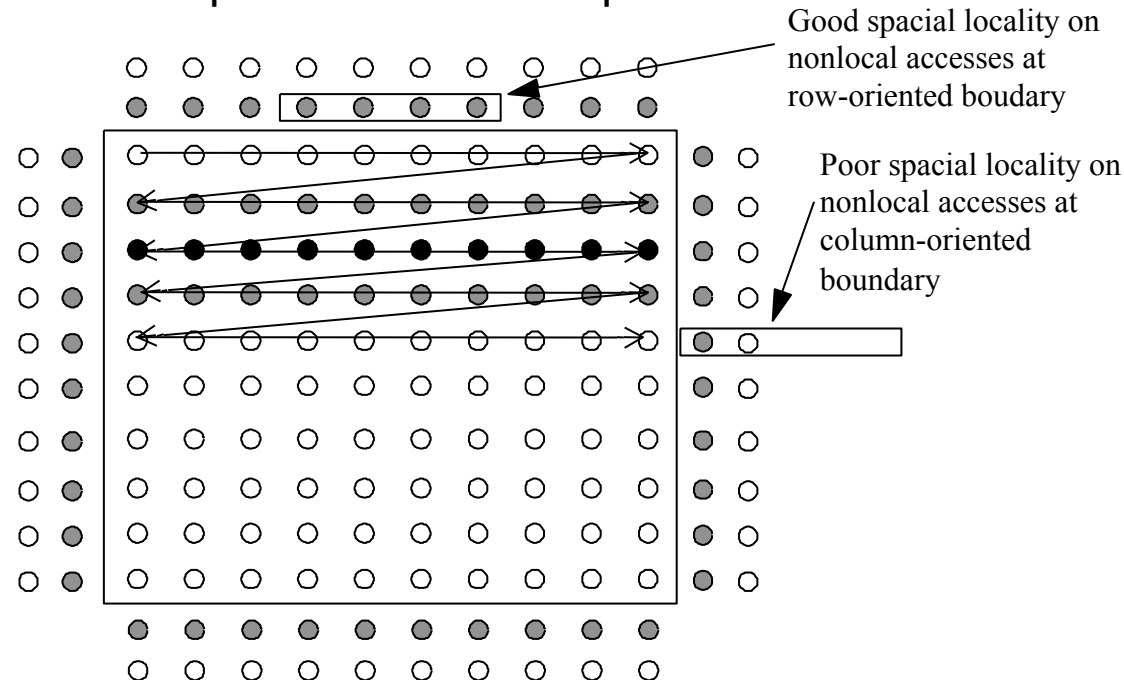 Good spacial locality on
nonlocal accesses at
row-oriented boudary
Poor spacial locality on
nonlocal accesses at
column-oriented
boundary